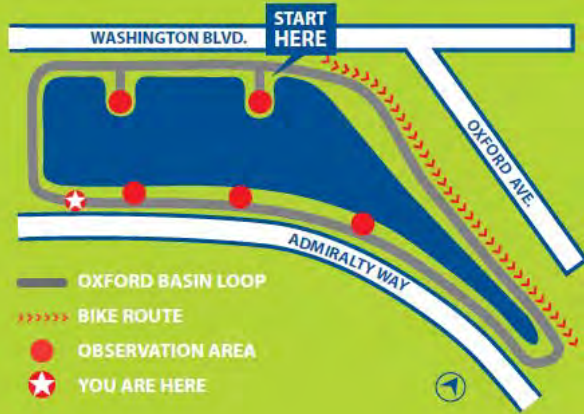 START
HERE
WASHINGTON BLVD.
OXFORD AVE.
ADMIRALTY WAY
OXFORD BASIN LOOP
BIKE ROUTE
OBSERVATION AREA
YOU ARE HERE